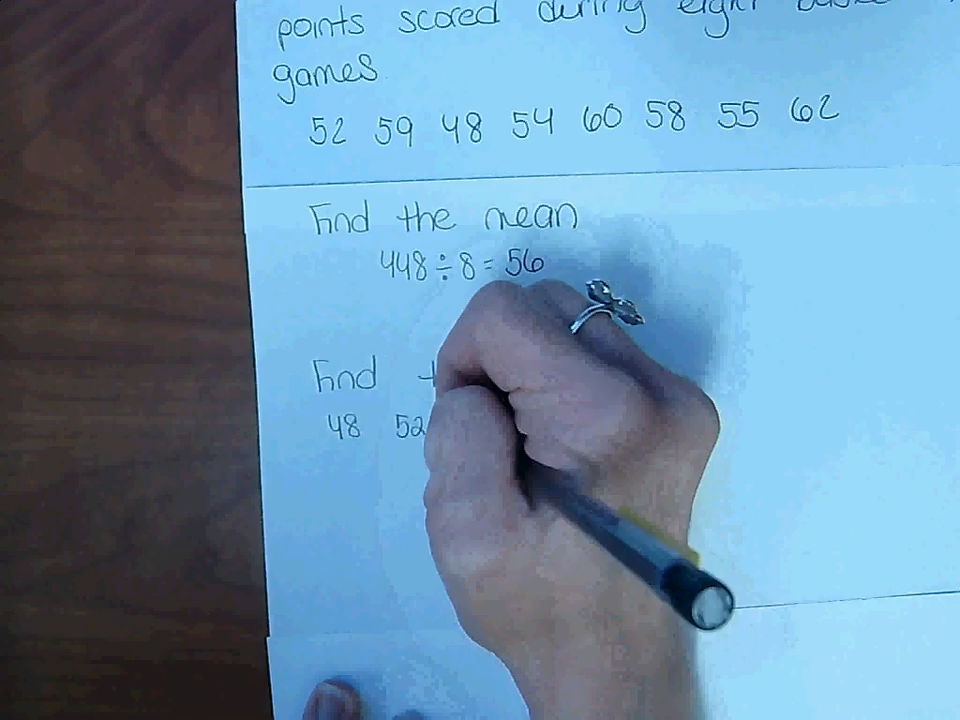 points scored during eight
games
52 59 48 54 60 58 55 62
Find the mean
448 ÷ 8 = 56
Find
48 52